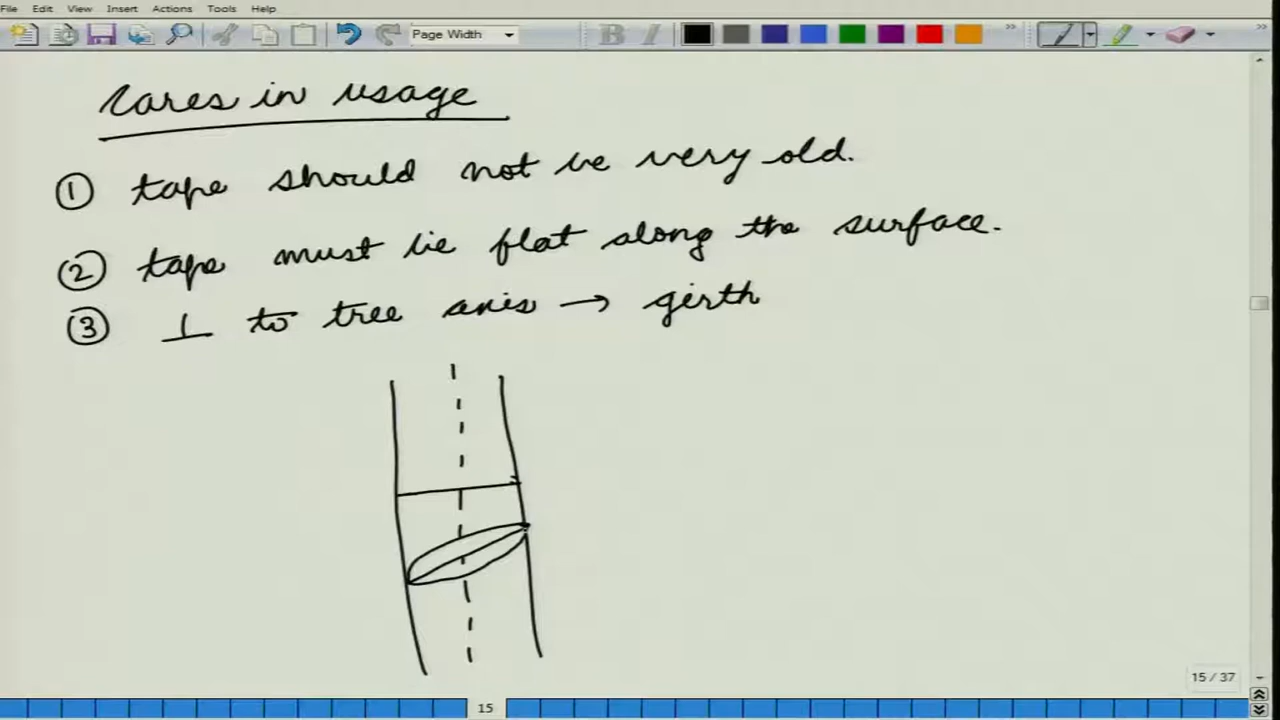 File Edit View Insert Actions Tools Help
Page Width B I
Cares in usage
① tape should not be very old.
② tape must lie flat along the surface.
③ ⊥ to tree axis → girth
15 / 37
15